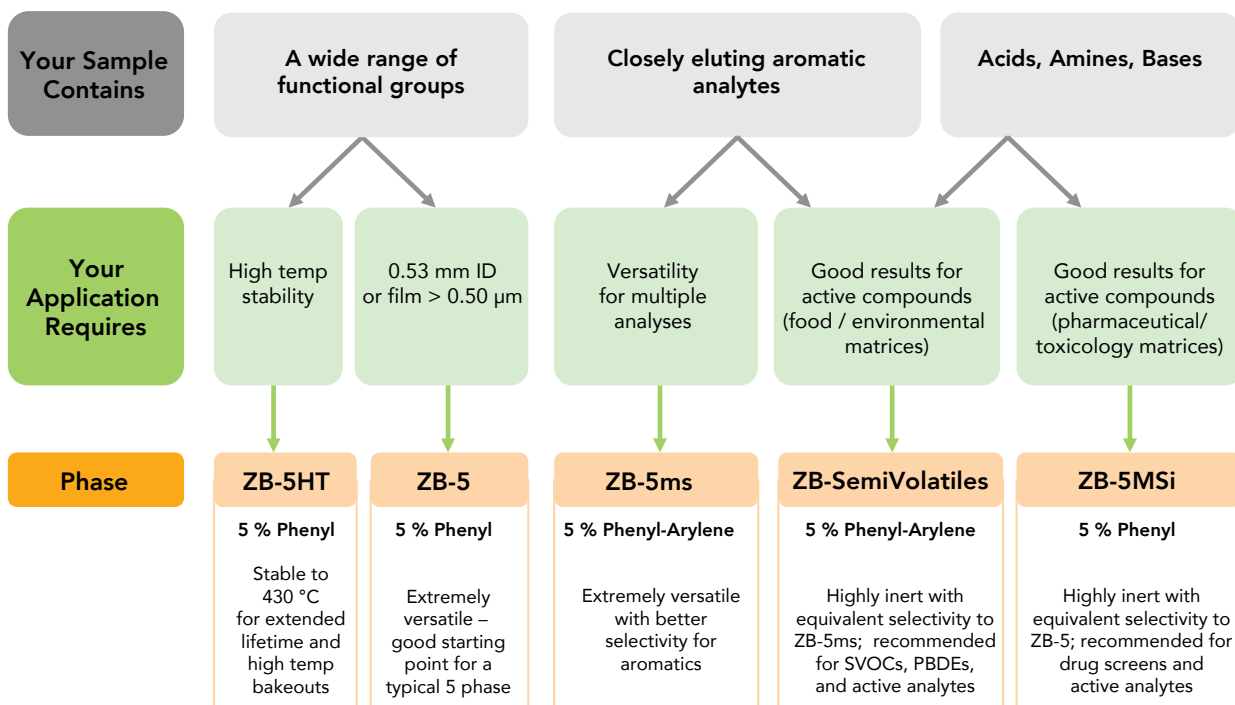 Your Sample
Contains
A wide range of
functional groups
Closely eluting aromatic
analytes
Acids, Amines, Bases
Your
Application
Requires
High temp
stability
0.53 mm ID
or film > 0.50 µm
Versatility
for multiple
analyses
Good results for
active compounds
(food / environmental
matrices)
Good results for
active compounds
(pharmaceutical/
toxicology matrices)
Phase
ZB-5HT
5 % Phenyl
Stable to
430 °C
for extended
lifetime and
high temp
bakeouts
ZB-5
5 % Phenyl
Extremely
versatile –
good starting
point for a
typical 5 phase
ZB-5ms
5 % Phenyl-Arylene
Extremely versatile
with better
selectivity for
aromatics
ZB-SemiVolatiles
5 % Phenyl-Arylene
Highly inert with
equivalent selectivity to
ZB-5ms; recommended
for SVOCs, PBDEs,
and active analytes
ZB-5MSi
5 % Phenyl
Highly inert with
equivalent selectivity to
ZB-5; recommended for
drug screens and
active analytes